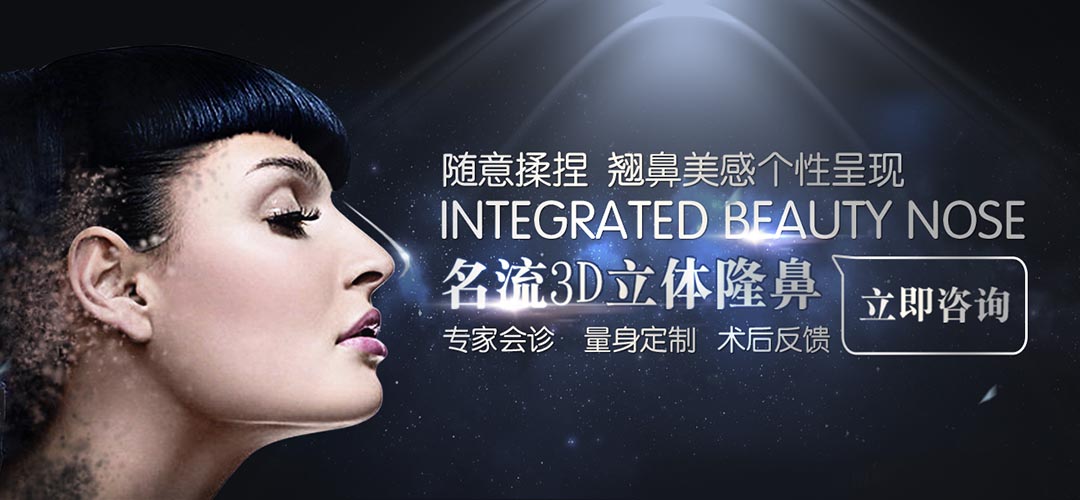 随意揉捏 翘鼻美感个性呈现
INTEGRATED BEAUTY NOSE
名流3D立体隆鼻
立即咨询
专家会诊 量身定制 术后反馈